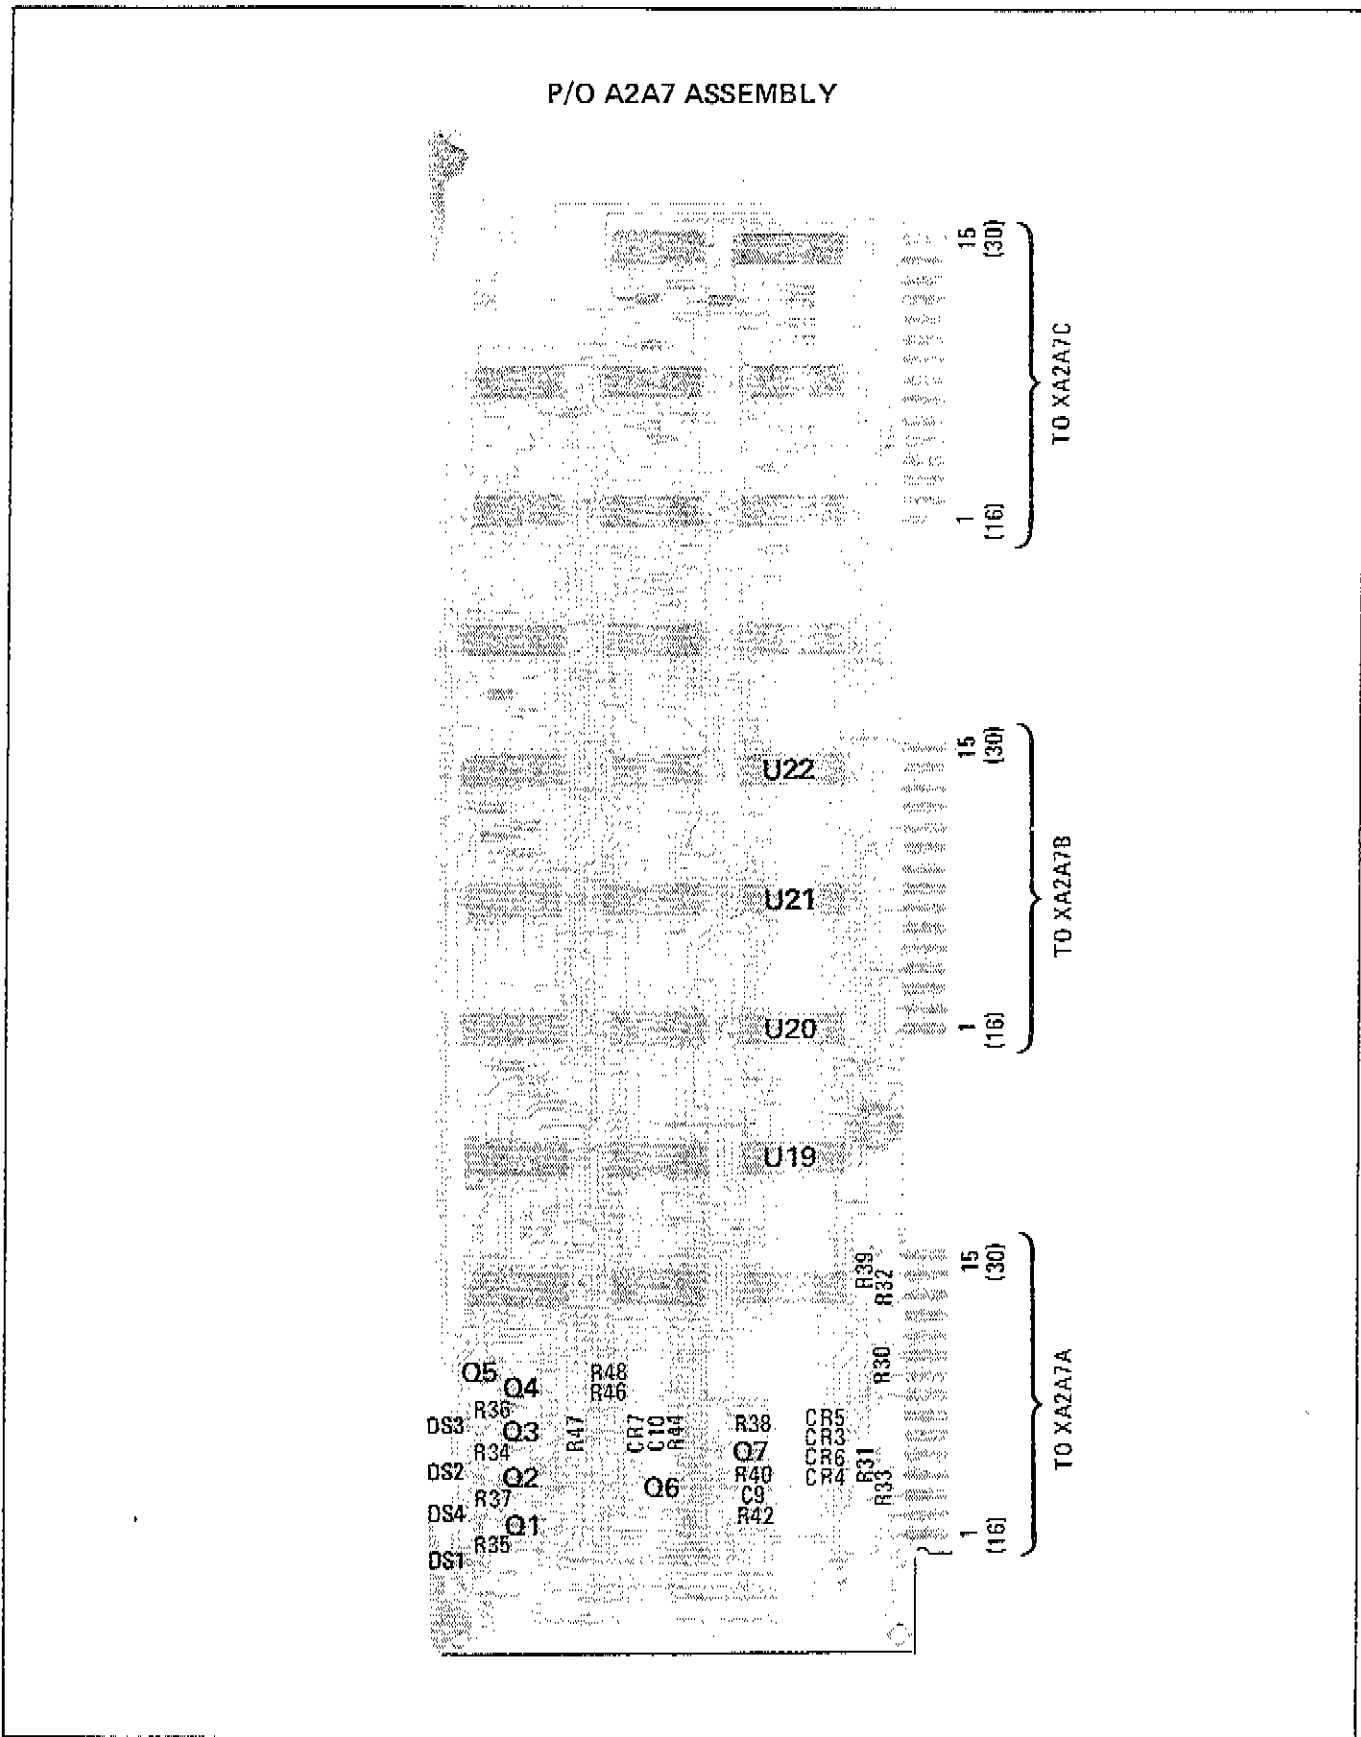 P/O A2A7 ASSEMBLY
15
(30)
TO XA2A7C
1
(16)
15
(30)
U22
TO XA2A7B
U21
1
(16)
U20
U19
15
(30)
R39
R32
TO XA2A7A
R30
Q5
Q4
R48
R46
R36
DS3
Q3
R47
CR7
C10
R44
R38
CR5
CR3
R34
Q7
CR6
R31
DS2
Q2
R40
CR4
R33
Q6
R37
C9
DS4
Q1
R42
R35
DS1
1
(16)